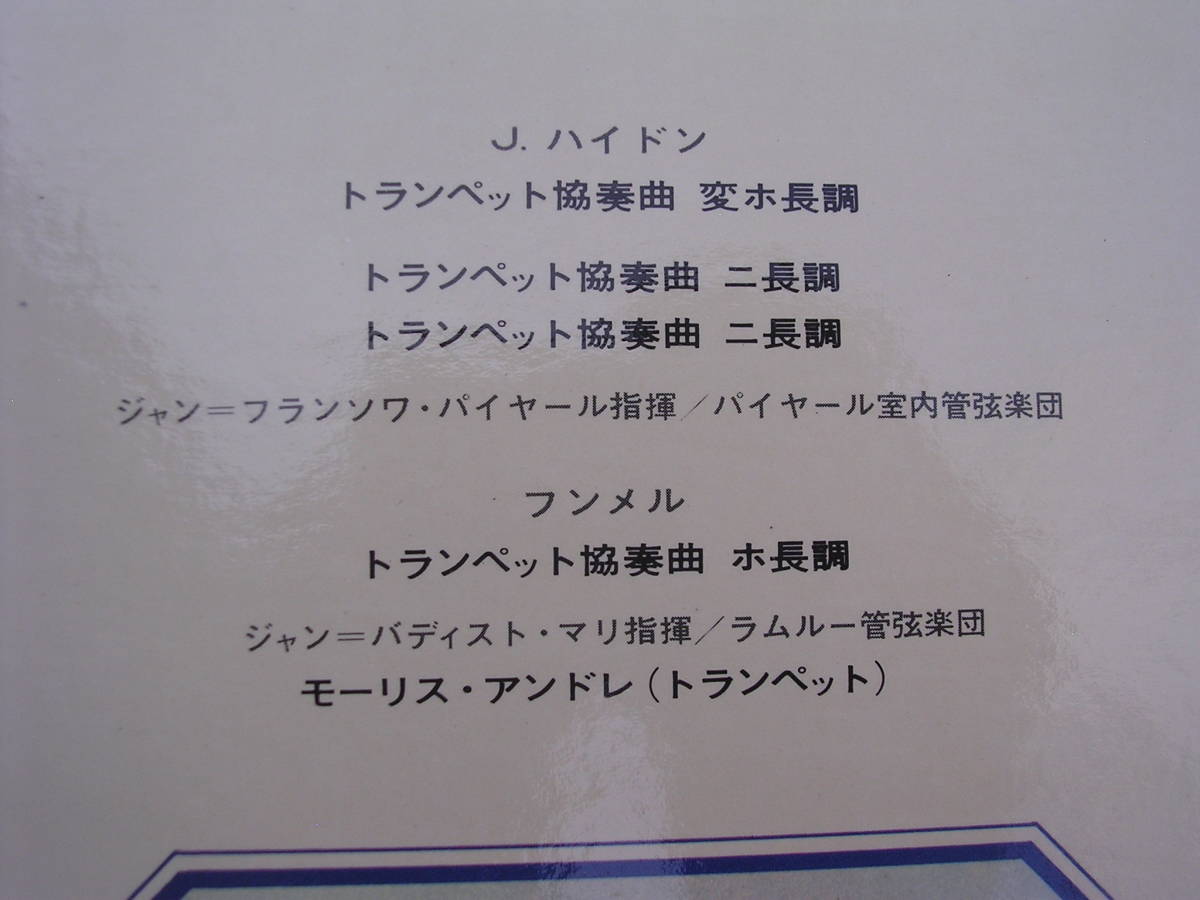 J. ハイドン
トランペット協奏曲 変ホ長調
トランペット協奏曲 ニ長調
トランペット協奏曲 ニ長調
ジャン＝フランソワ・パイヤール指揮／パイヤール室内管弦楽団
フンメル
トランペット協奏曲 ホ長調
ジャン＝バディスト・マリ指揮／ラムルー管弦楽団
モーリス・アンドレ（トランペット）